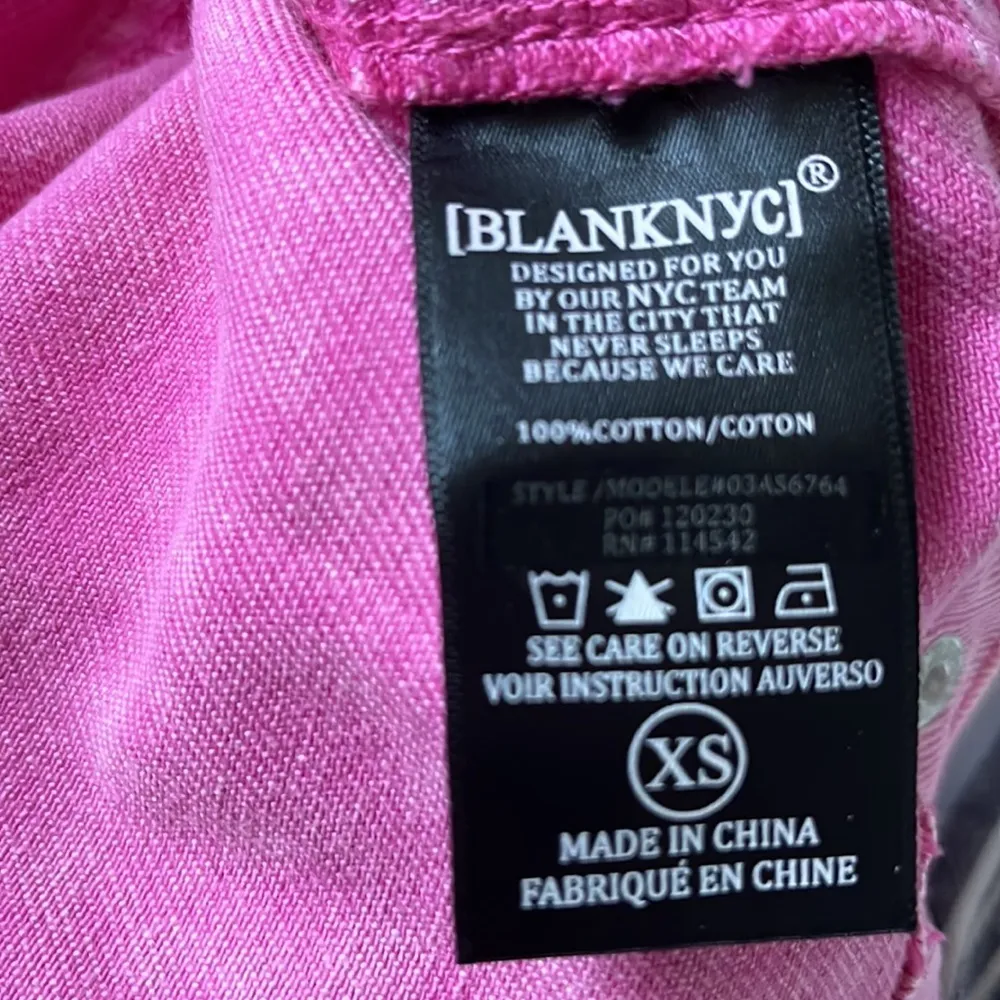 [BLANKNYC]®
DESIGNED FOR YOU
BY OUR NYC TEAM
IN THE CITY THAT
NEVER SLEEPS
BECAUSE WE CARE
100%COTTON/COTON
STYLE/MODELE#03AS6764
PO# 120230
RN# 114542
SEE CARE ON REVERSE
VOIR INSTRUCTION AUVERSO
XS
MADE IN CHINA
FABRIQUÉ EN CHINE